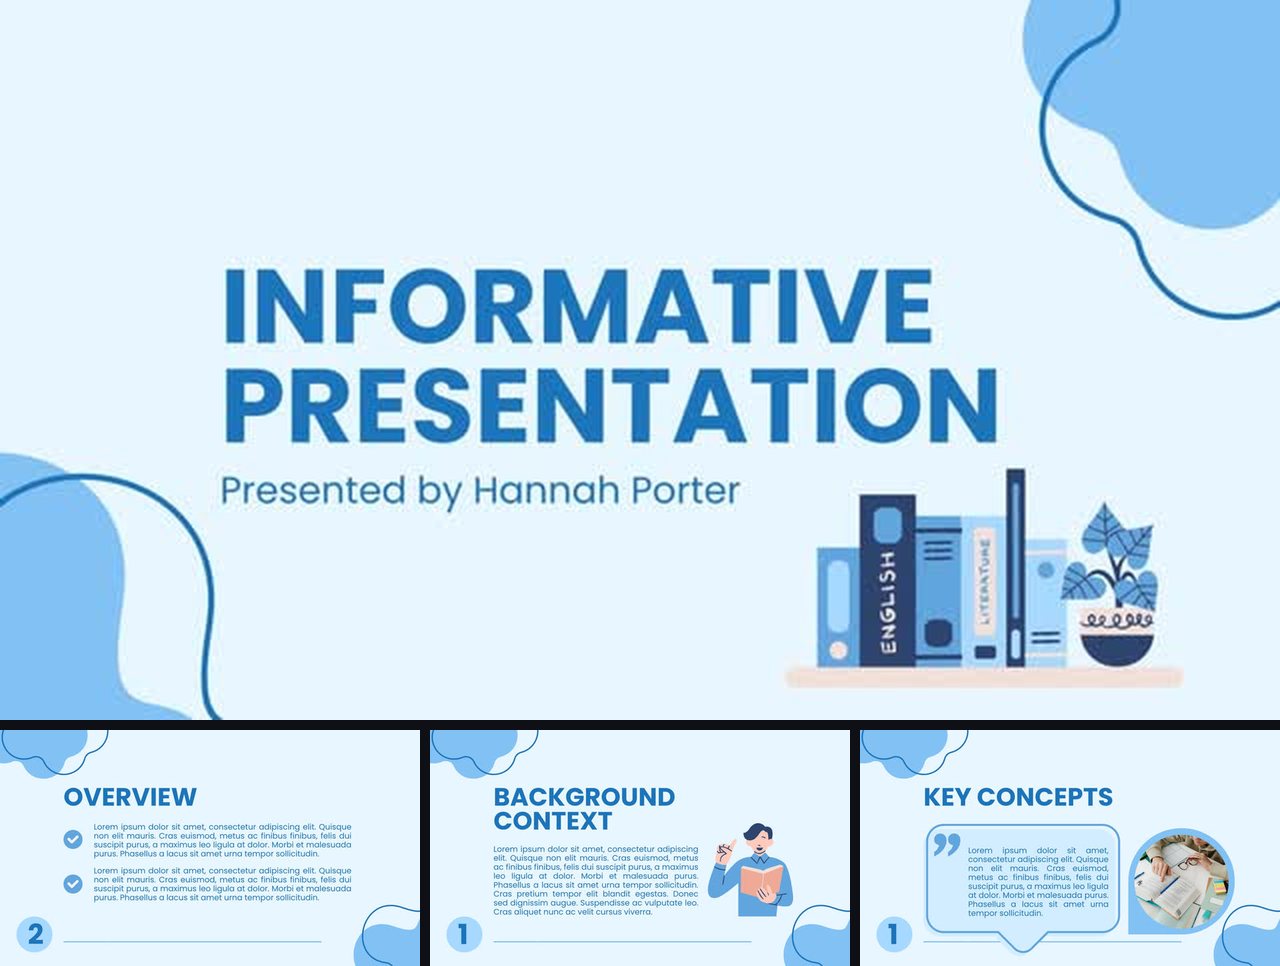 INFORMATIVE
PRESENTATION
Presented by Hannah Porter
ENGLISH
LITERATURE
OVERVIEW
Lorem ipsum dolor sit amet, consectetur adipiscing elit. Quisque
non elit mauris. Cras euismod, metus ac finibus finibus, felis dui
suscipit purus, a maximus leo ligula at dolor. Morbi et malesuada
purus. Phasellus a lacus sit amet urna tempor sollicitudin.
Lorem ipsum dolor sit amet, consectetur adipiscing elit. Quisque
non elit mauris. Cras euismod, metus ac finibus finibus, felis dui
suscipit purus, a maximus leo ligula at dolor. Morbi et malesuada
purus. Phasellus a lacus sit amet urna tempor sollicitudin.
2
BACKGROUND
CONTEXT
Lorem ipsum dolor sit amet, consectetur adipiscing
elit. Quisque non elit mauris. Cras euismod, metus
ac finibus finibus, felis dui suscipit purus, a maximus
leo ligula at dolor. Morbi et malesuada purus.
Phasellus a lacus sit amet urna tempor sollicitudin.
Cras pretium tempor elit blandit egestas. Donec
sed dignissim augue. Suspendisse ac vulputate leo.
Cras aliquet nunc ac velit cursus viverra.
1
KEY CONCEPTS
Lorem ipsum dolor sit amet,
consectetur adipiscing elit. Quisque
non elit mauris. Cras euismod,
metus ac finibus finibus, felis dui
suscipit purus, a maximus leo ligula
at dolor. Morbi et malesuada purus.
Phasellus a lacus sit amet urna
tempor sollicitudin.
1